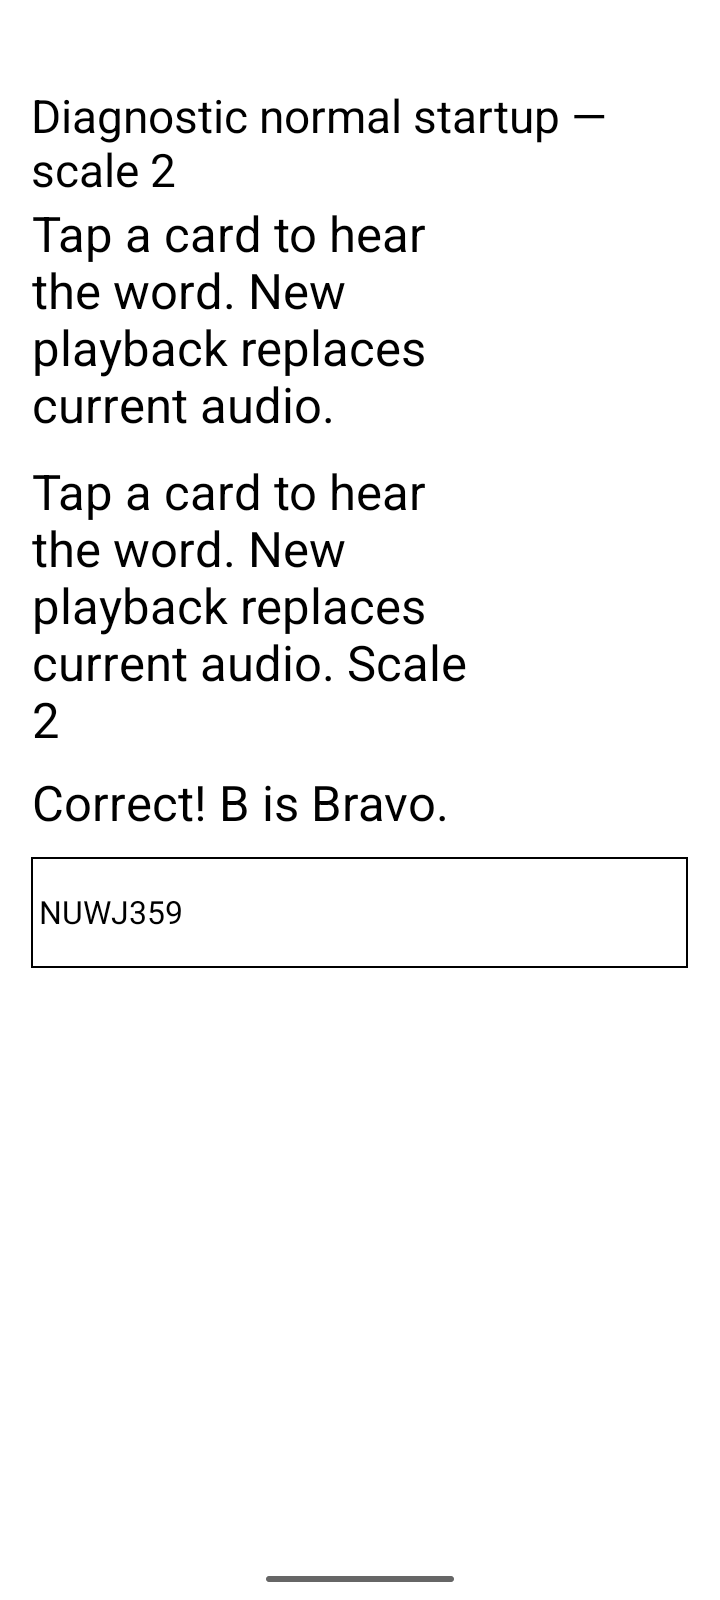 Diagnostic normal startup —
scale 2
Tap a card to hear
the word. New
playback replaces
current audio.
Tap a card to hear
the word. New
playback replaces
current audio. Scale
2
Correct! B is Bravo.
NUWJ359